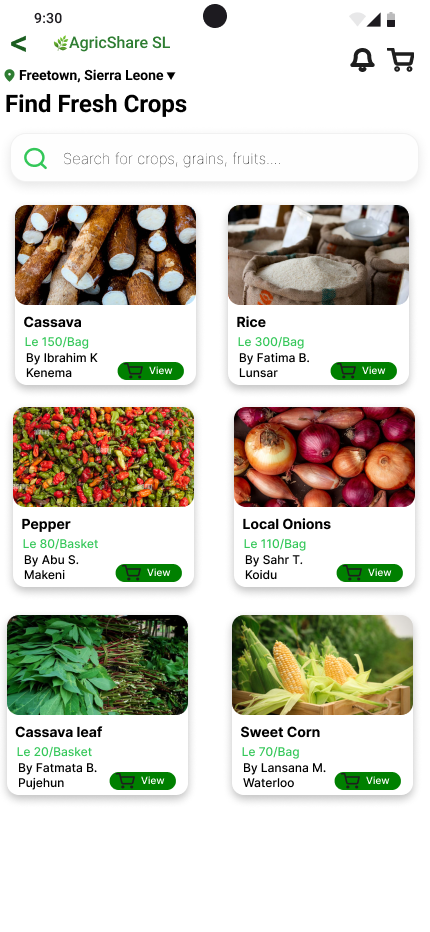 9:30
<
AgricShare SL
Freetown, Sierra Leone ▾
Find Fresh Crops
Search for crops, grains, fruits....
Cassava
Le 150/Bag
By Ibrahim K
Kenema
View
Rice
Le 300/Bag
By Fatima B.
Lunsar
View
Pepper
Le 80/Basket
By Abu S.
Makeni
View
Local Onions
Le 110/Bag
By Sahr T.
Koidu
View
Cassava leaf
Le 20/Basket
By Fatmata B.
Pujehun
View
Sweet Corn
Le 70/Bag
By Lansana M.
Waterloo
View